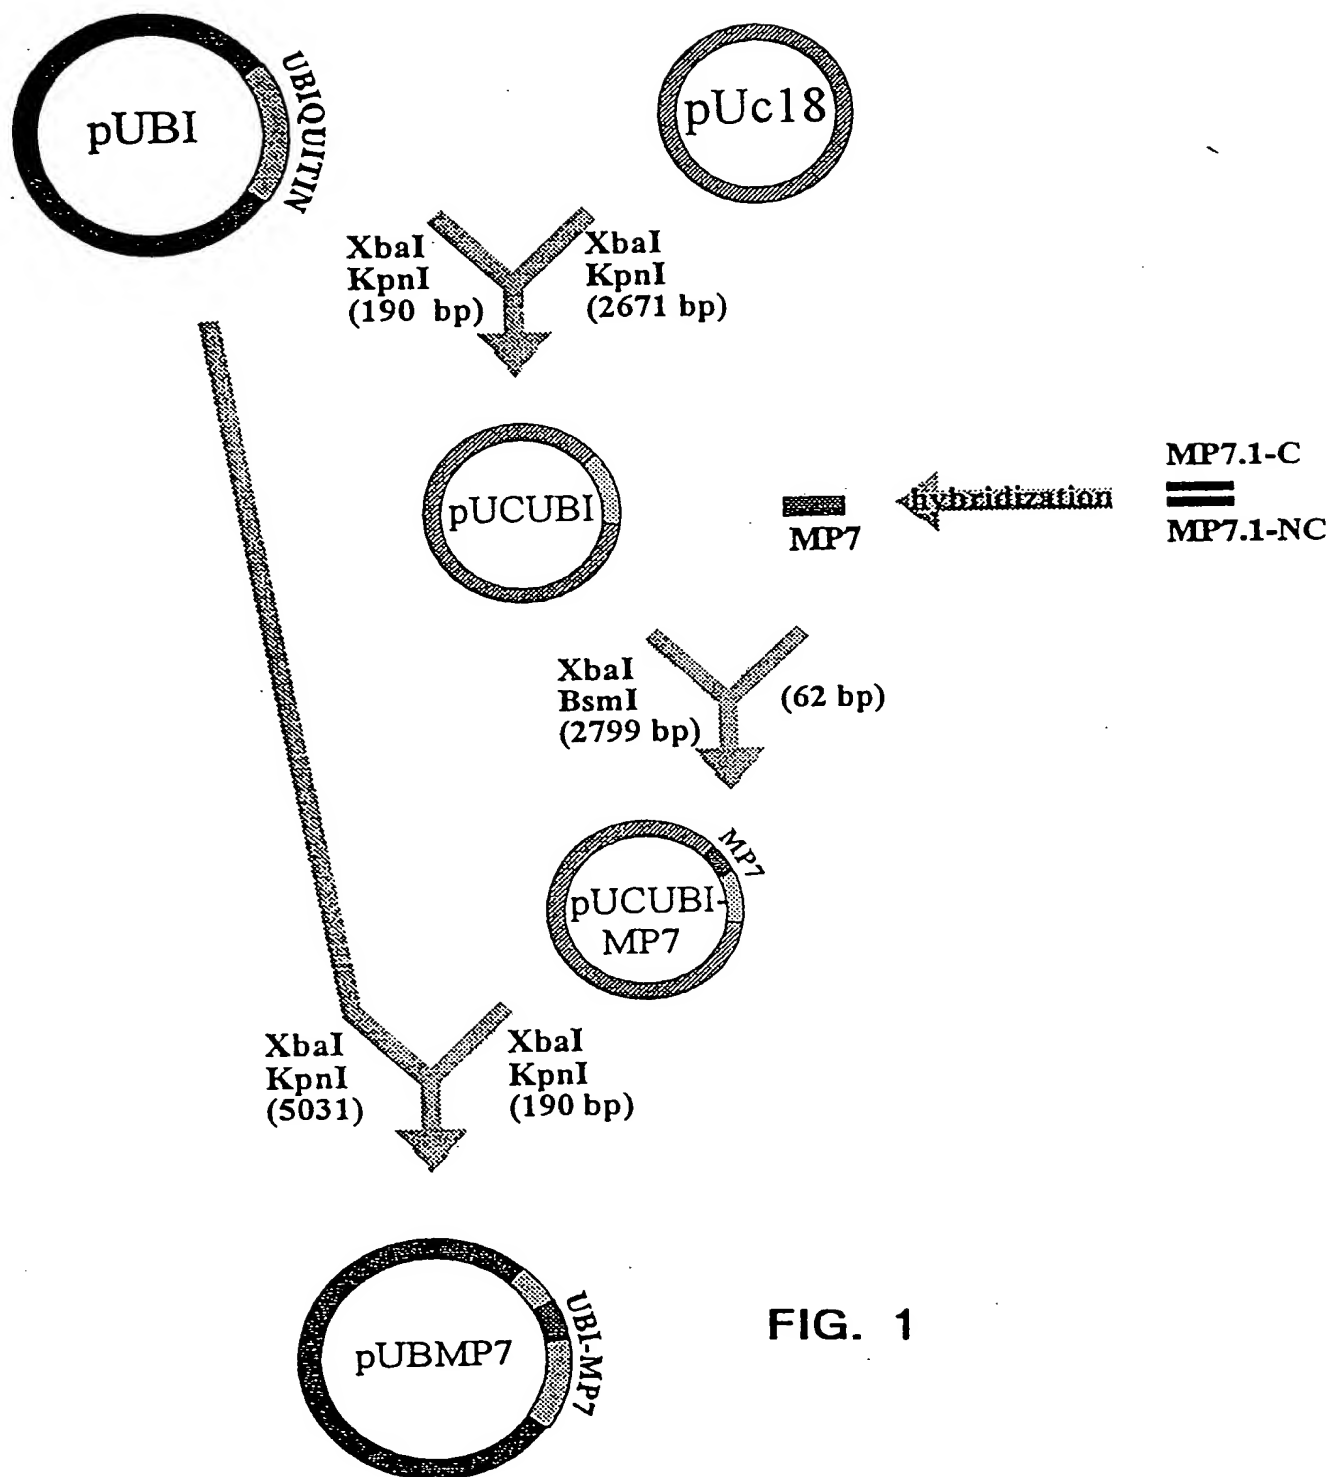 pUBI
UBIQUITIN
pUc18
XbaI
KpnI
(190 bp)
XbaI
KpnI
(2671 bp)
pUCUBI
MP7
hybridization
MP7.1-C
MP7.1-NC
XbaI
BsmI
(2799 bp)
(62 bp)
MP7
pUCUBI-
MP7
XbaI
KpnI
(5031)
XbaI
KpnI
(190 bp)
pUBMP7
UBI-MP7
FIG. 1